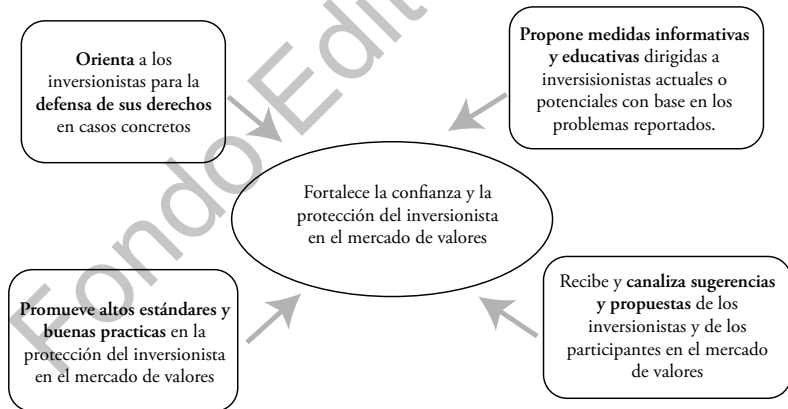 Orienta a los
inversionistas para la
defensa de sus derechos
en casos concretos
Propone medidas informativas
y educativas dirigidas a
inversisionistas actuales o
potenciales con base en los
problemas reportados.
Fortalece la confianza y la
protección del inversionista
en el mercado de valores
Promueve altos estándares y
buenas practicas en la
protección del inversionista
en el mercado de valores
Recibe y canaliza sugerencias
y propuestas de los
inversionistas y de los
participantes en el mercado
de valores
Fondo Edit